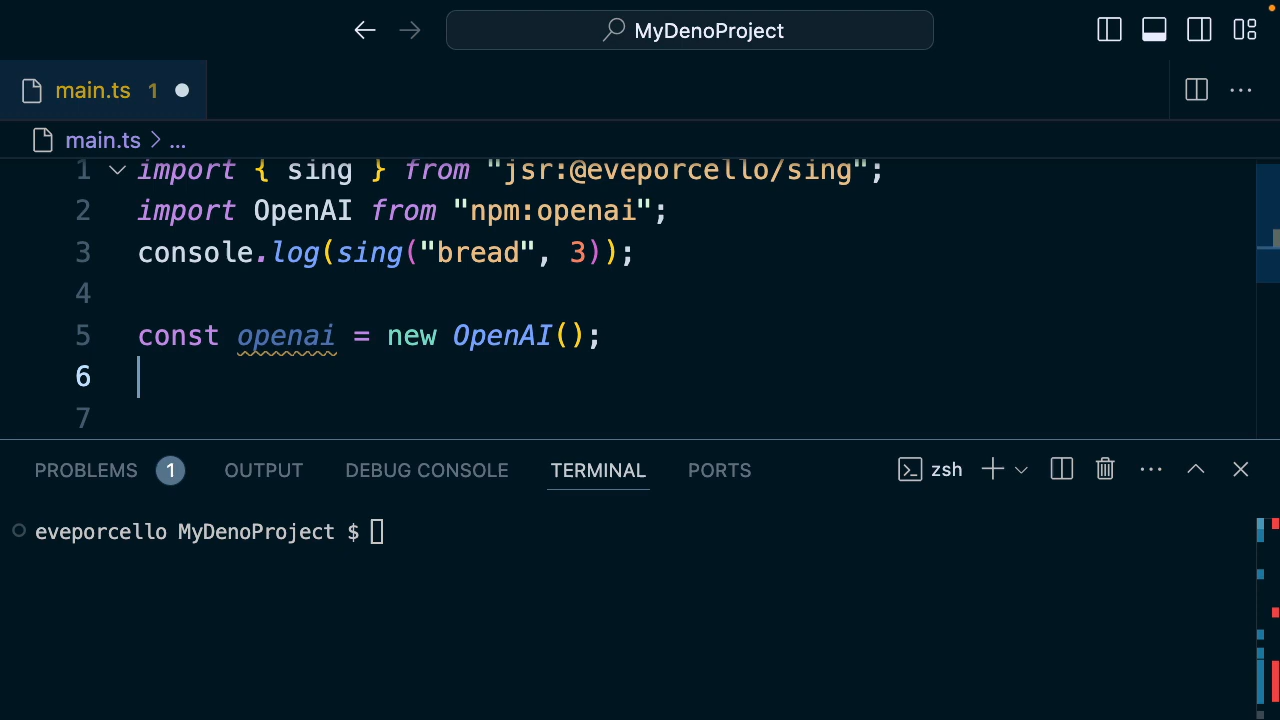 MyDenoProject
main.ts 1
main.ts > ...
1 import { sing } from "jsr:@eveporcello/sing";
2 import OpenAI from "npm:openai";
3 console.log(sing("bread", 3));
4
5 const openai = new OpenAI();
6
7
PROBLEMS 1 OUTPUT DEBUG CONSOLE TERMINAL PORTS zsh
eveporcello MyDenoProject $